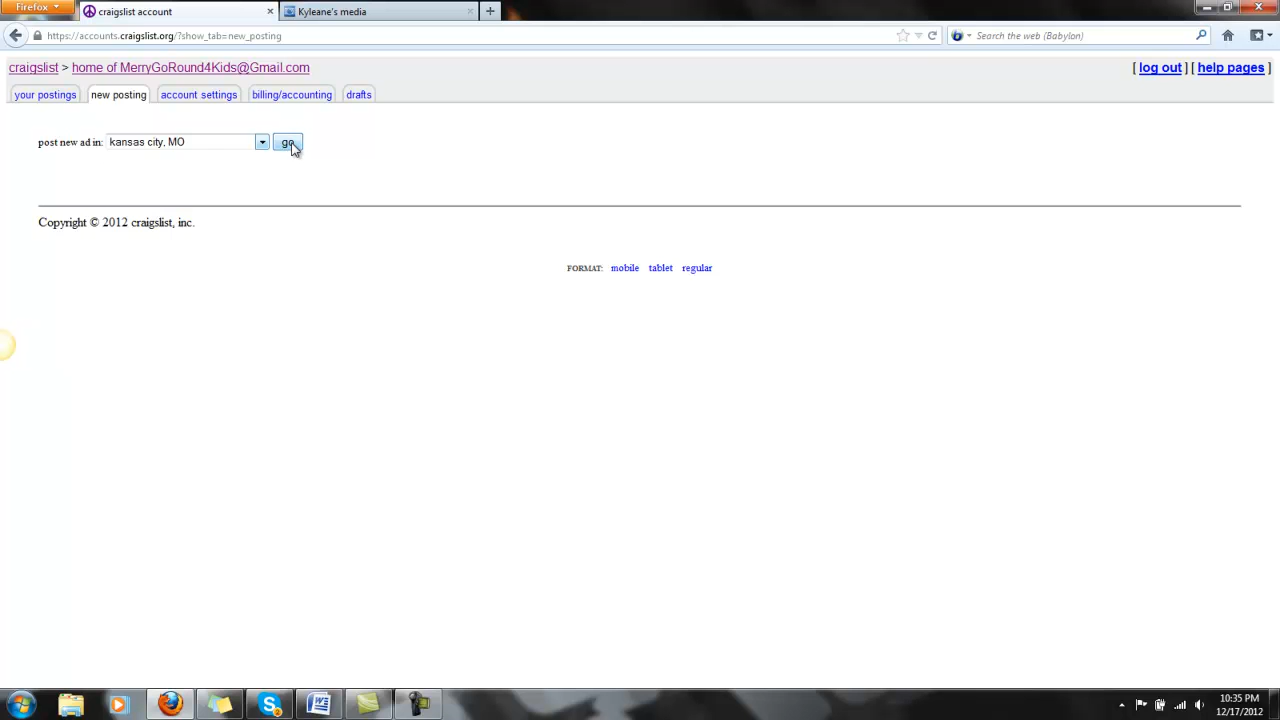 Firefox
craigslist account
Kyleane's media
https://accounts.craigslist.org/?show_tab=new_posting
Search the web (Babylon)
craigslist > home of MerryGoRound4Kids@Gmail.com
[ log out ] [ help pages ]
your postings
new posting
account settings
billing/accounting
drafts
post new ad in: kansas city, MO go
Copyright © 2012 craigslist, inc.
FORMAT: mobile tablet regular
10:35 PM
12/17/2012